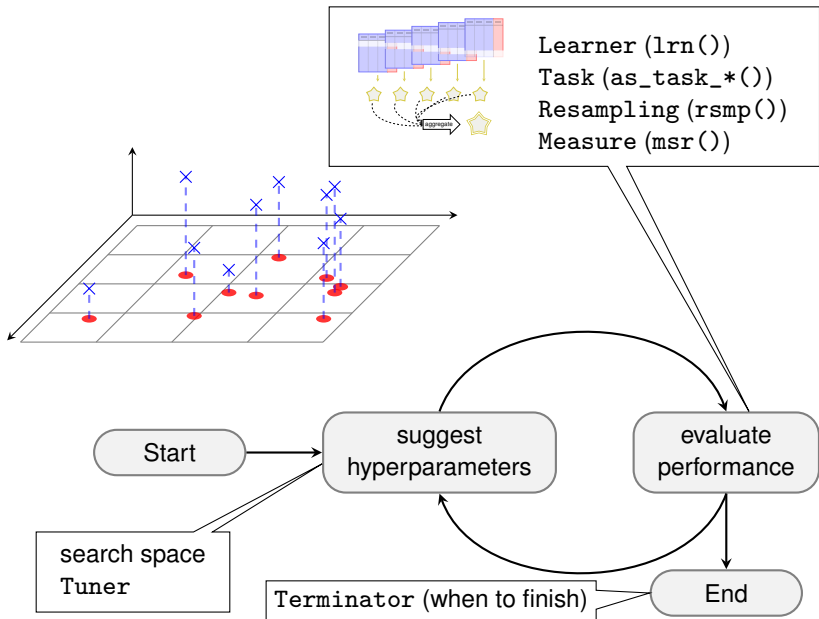 Learner (lrn())
Task (as_task_*())
Resampling (rsmp())
Measure (msr())
aggregate
Start
suggest
hyperparameters
evaluate
performance
search space
Tuner
Terminator (when to finish)
End